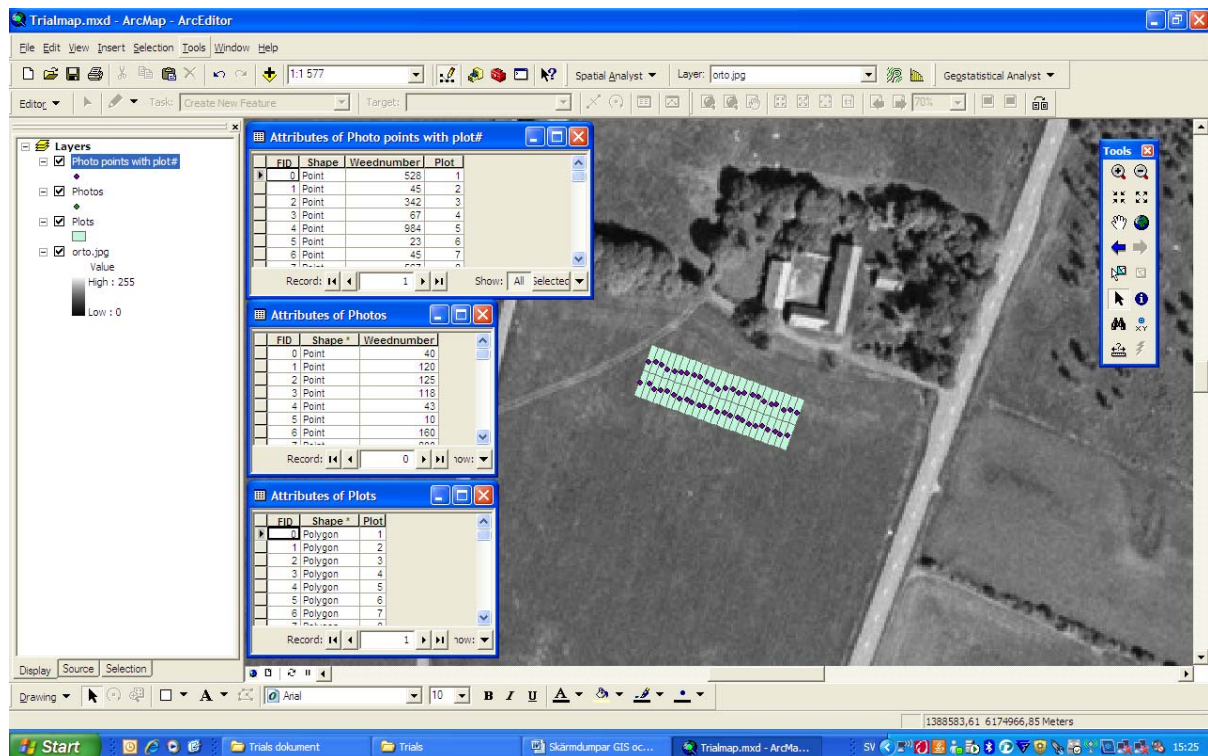 Trialmap.mxd - ArcMap - ArcEditor
File Edit View Insert Selection Tools Window Help
1:1 577
Spatial Analyst
Layer: orto.jpg
Geostatistical Analyst
Editor
Task: Create New Feature
Target:
70%
Layers
Photo points with plot#
Photos
Plots
orto.jpg
Value
High : 255
Low : 0
Attributes of Photo points with plot#
FID Shape Weednumber Plot
0 Point 528 1
1 Point 45 2
2 Point 342 3
3 Point 67 4
4 Point 984 5
5 Point 23 6
6 Point 45 7
Record: 1 Show: All Selected
Attributes of Photos
FID Shape * Weednumber
0 Point 40
1 Point 120
2 Point 125
3 Point 118
4 Point 43
5 Point 10
6 Point 160
Record: 0 how:
Attributes of Plots
FID Shape * Plot
0 Polygon 1
1 Polygon 2
2 Polygon 3
3 Polygon 4
4 Polygon 5
5 Polygon 6
6 Polygon 7
Record: 1 how:
Tools
XY
Display Source Selection
Drawing
A
Arial
10
B I U A
1388583,61 6174966,85 Meters
Start
Trials dokument
Trials
Skärmdumpar GIS oc...
Trialmap.mxd - ArcMa...
SV
15:25